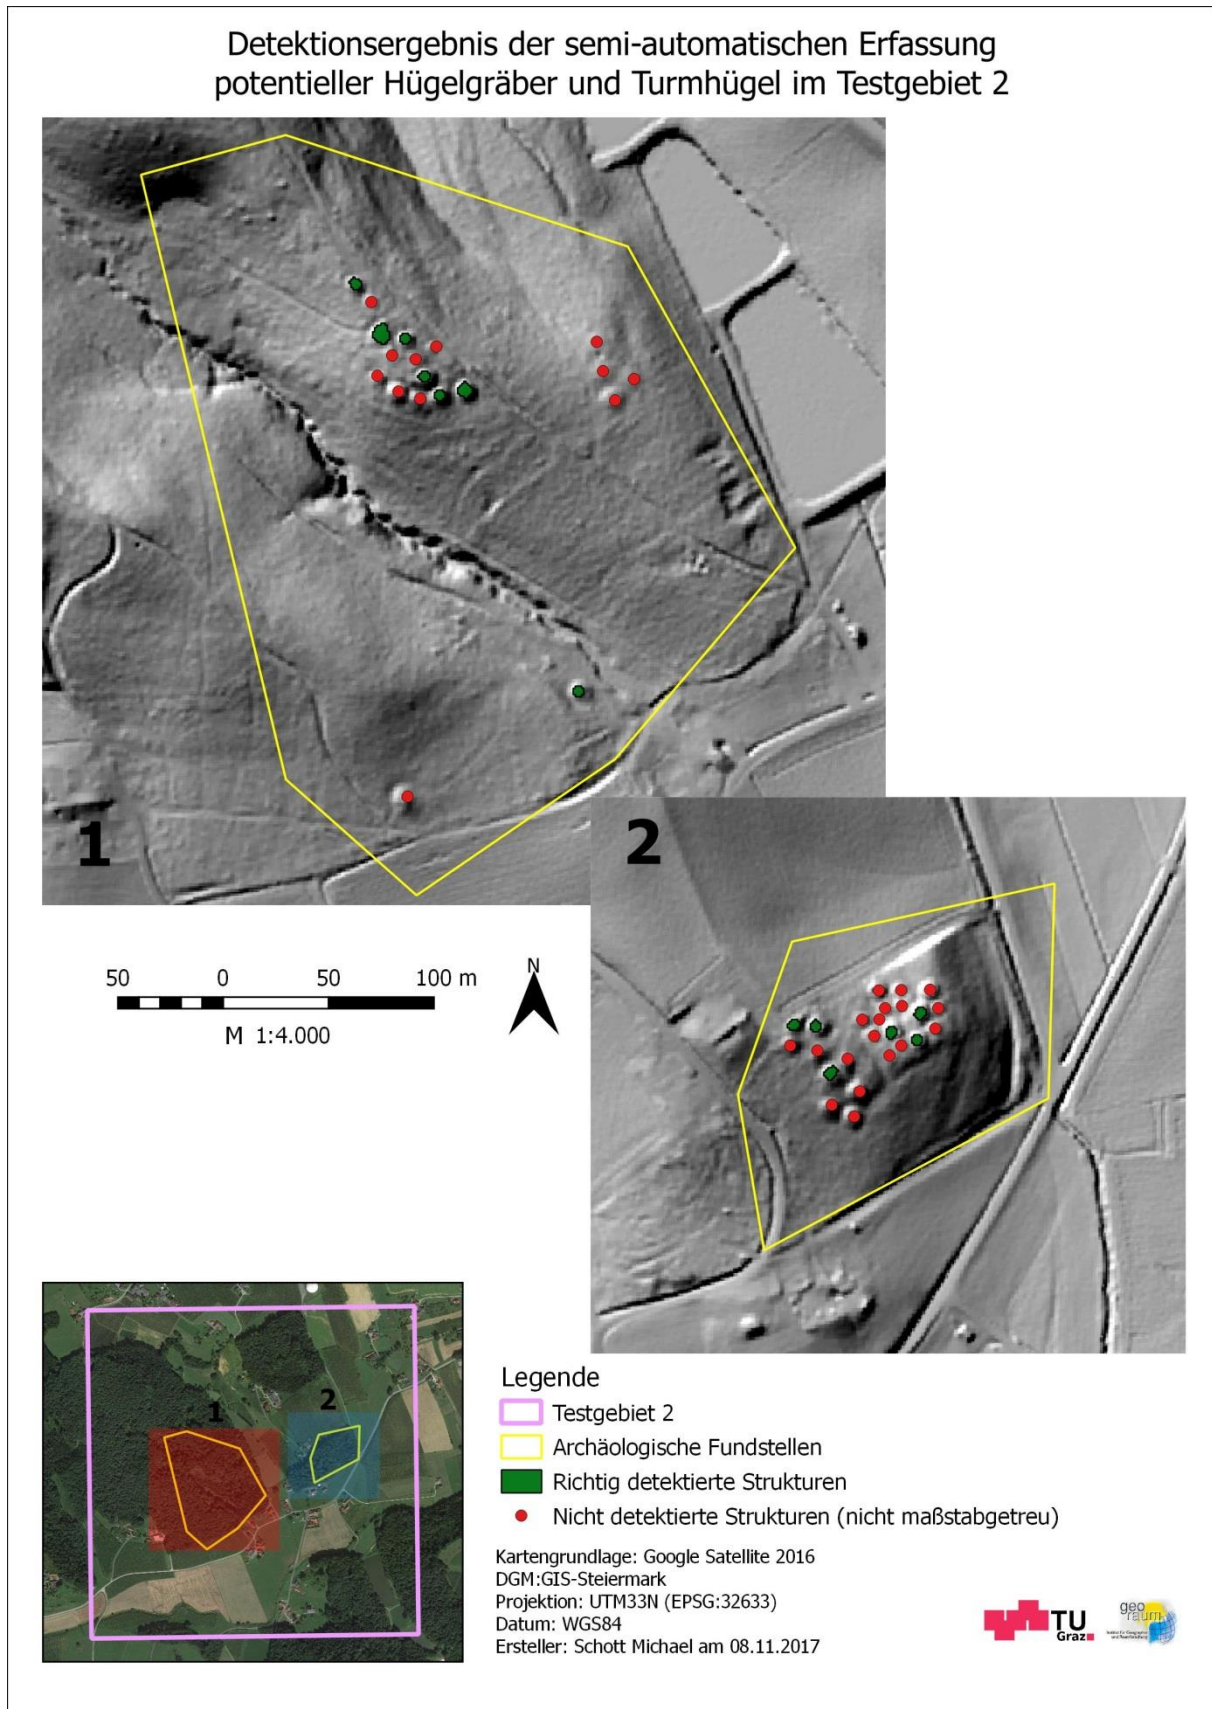 Detektionsergebnis der semi-automatischen Erfassung
potentieller Hügelgräber und Turmhügel im Testgebiet 2
1
2
50 0 50 100 m
M 1:4.000
N
1
2
Legende
Testgebiet 2
Archäologische Fundstellen
Richtig detektierte Strukturen
Nicht detektierte Strukturen (nicht maßstabgetreu)
Kartengrundlage: Google Satellite 2016
DGM:GIS-Steiermark
Projektion: UTM33N (EPSG:32633)
Datum: WGS84
Ersteller: Schott Michael am 08.11.2017
TU
Graz
geo
raum